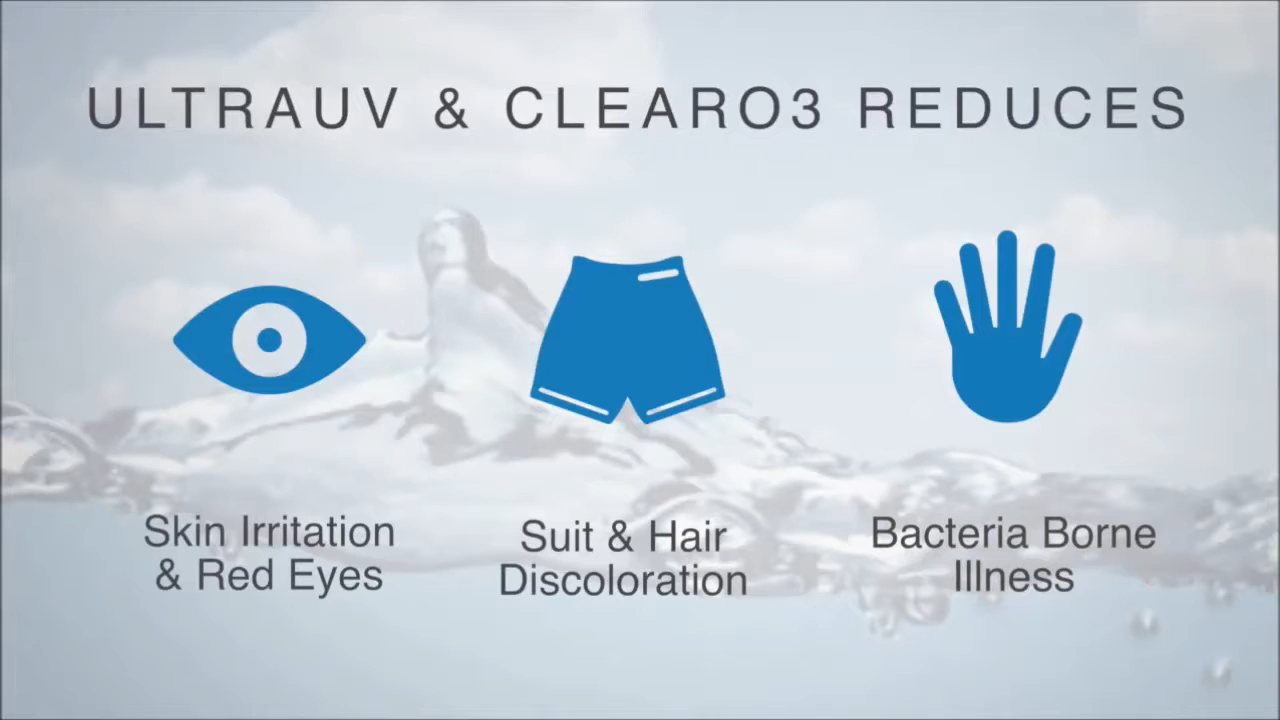 ULTRAUV & CLEARO3 REDUCES
Skin Irritation
& Red Eyes
Suit & Hair
Discoloration
Bacteria Borne
Illness